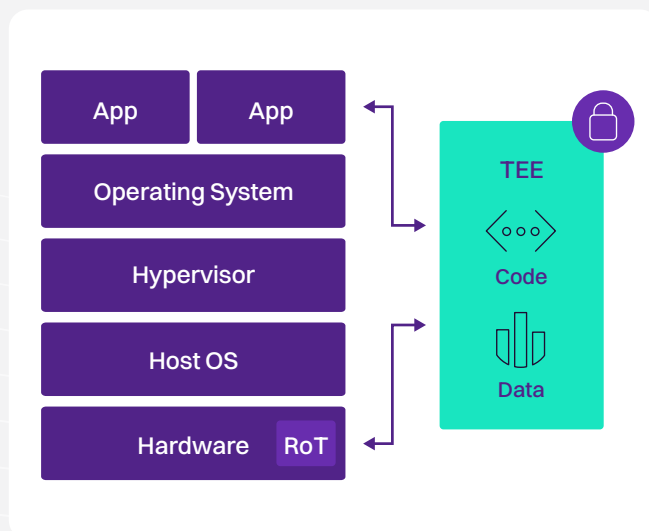 App
App
Operating System
Hypervisor
Host OS
Hardware
RoT
TEE
Code
Data